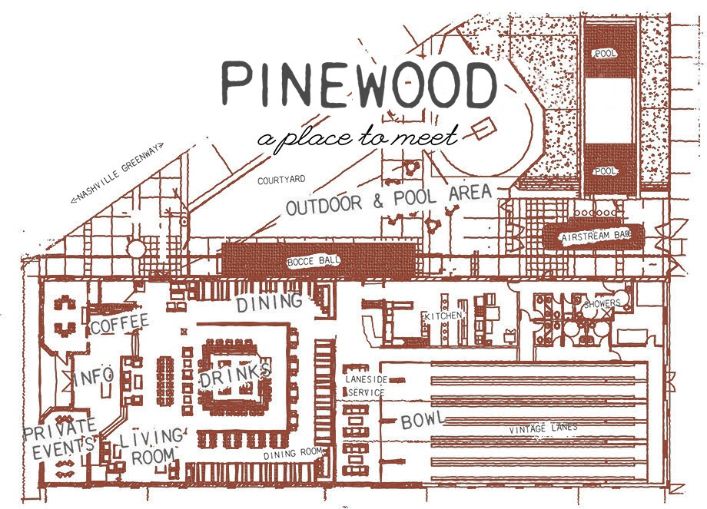 PINEWOOD
a place to meet
POOL
POOL
<NASHVILLE GREENWAY>
COURTYARD
OUTDOOR & POOL AREA
AIRSTREAM BAR
BOCCE BALL
DINING
COFFEE
KITCHEN
SHOWERS
INFO
DRINKS
LANESIDE
SERVICE
BOWL
VINTAGE LANES
PRIVATE
EVENTS
LIVING
ROOM
DINING ROOM